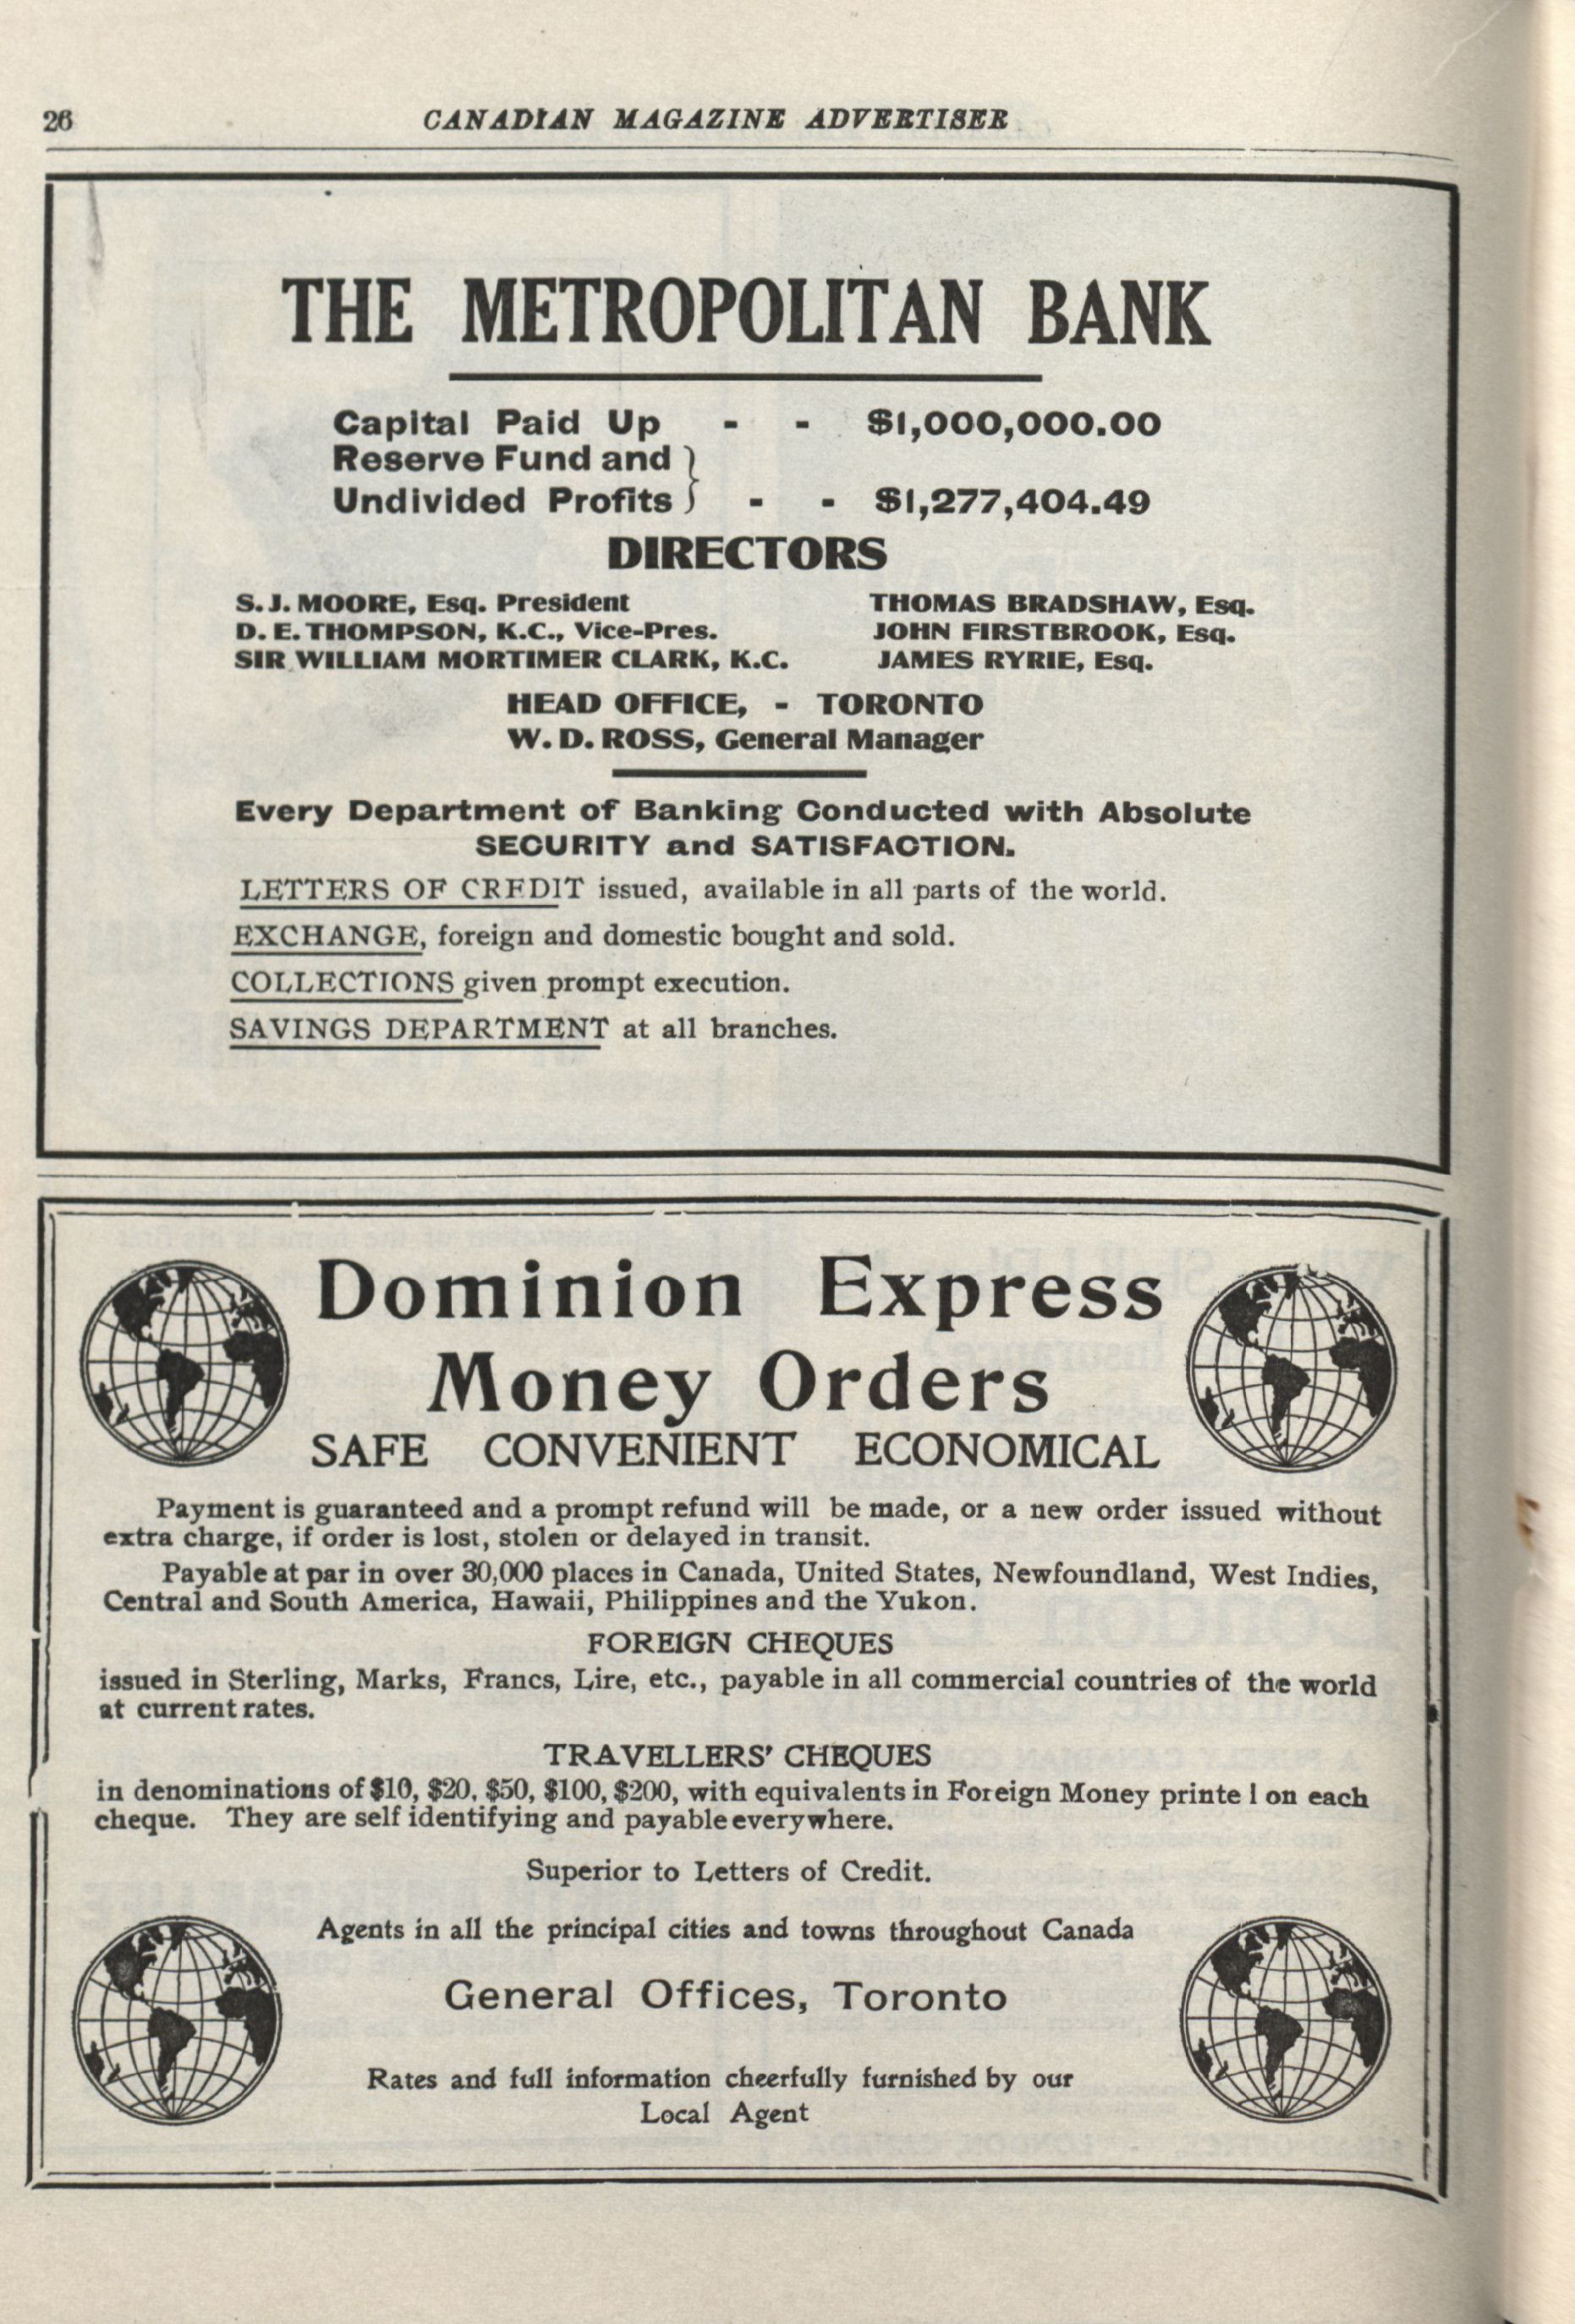 26
CANADIAN MAGAZINE ADVERTISER
THE METROPOLITAN BANK
Capital Paid Up - - $1,000,000.00
Reserve Fund and }
Undivided Profits } - - $1,277,404.49
DIRECTORS
S. J. MOORE, Esq. President THOMAS BRADSHAW, Esq.
D. E. THOMPSON, K.C., Vice-Pres. JOHN FIRSTBROOK, Esq.
SIR WILLIAM MORTIMER CLARK, K.C. JAMES RYRIE, Esq.
HEAD OFFICE, - TORONTO
W. D. ROSS, General Manager
Every Department of Banking Conducted with Absolute
SECURITY and SATISFACTION.
LETTERS OF CREDIT issued, available in all parts of the world.
EXCHANGE, foreign and domestic bought and sold.
COLLECTIONS given prompt execution.
SAVINGS DEPARTMENT at all branches.
Dominion Express
Money Orders
SAFE CONVENIENT ECONOMICAL
Payment is guaranteed and a prompt refund will be made, or a new order issued without
extra charge, if order is lost, stolen or delayed in transit.
Payable at par in over 30,000 places in Canada, United States, Newfoundland, West Indies,
Central and South America, Hawaii, Philippines and the Yukon.
FOREIGN CHEQUES
issued in Sterling, Marks, Francs, Lire, etc., payable in all commercial countries of the world
at current rates.
TRAVELLERS' CHEQUES
in denominations of $10, $20, $50, $100, $200, with equivalents in Foreign Money printe l on each
cheque. They are self identifying and payable everywhere.
Superior to Letters of Credit.
Agents in all the principal cities and towns throughout Canada
General Offices, Toronto
Rates and full information cheerfully furnished by our
Local Agent